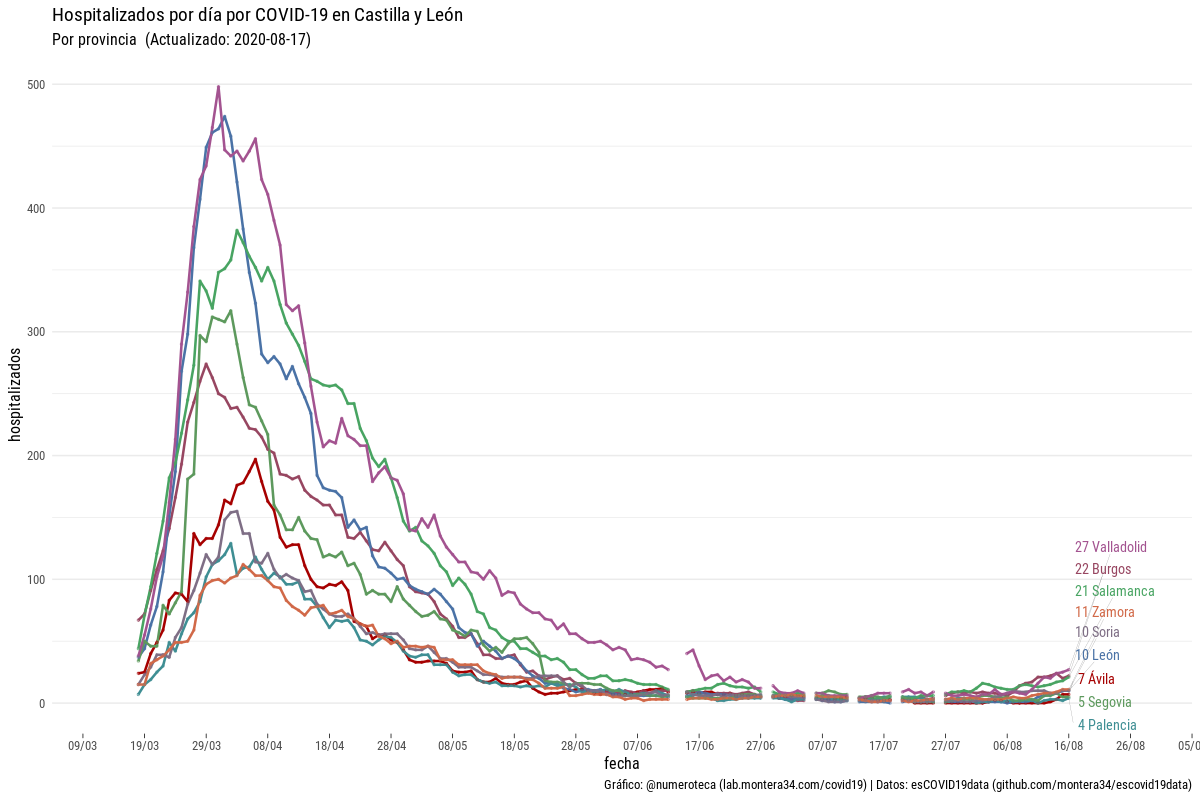 Hospitalizados por día por COVID-19 en Castilla y León
Por provincia (Actualizado: 2020-08-17)
hospitalizados
500
400
300
200
100
0
27 Valladolid
22 Burgos
21 Salamanca
11 Zamora
10 Soria
10 León
7 Ávila
5 Segovia
4 Palencia
09/03 19/03 29/03 08/04 18/04 28/04 08/05 18/05 28/05 07/06 17/06 27/06 07/07 17/07 27/07 06/08 16/08 26/08 05/0
fecha
Gráfico: @numeroteca (lab.montera34.com/covid19) | Datos: esCOVID19data (github.com/montera34/escovid19data)